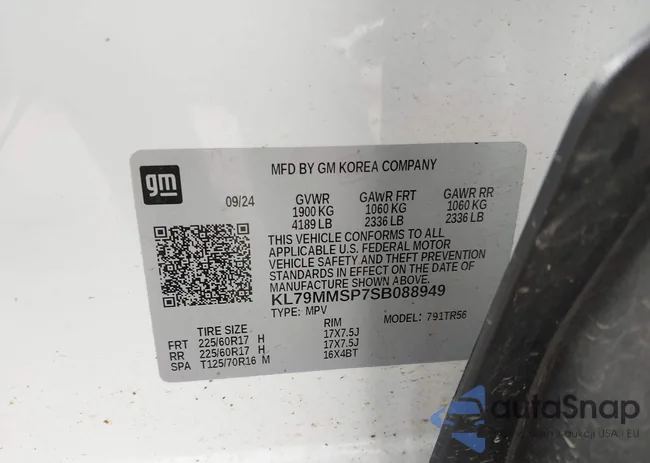 gm
MFD BY GM KOREA COMPANY
09/24
GVWR GAWR FRT GAWR RR
1900 KG 1060 KG 1060 KG
4189 LB 2336 LB 2336 LB
THIS VEHICLE CONFORMS TO ALL
APPLICABLE U.S. FEDERAL MOTOR
VEHICLE SAFETY AND THEFT PREVENTION
STANDARDS IN EFFECT ON THE DATE OF
MANUFACTURE SHOWN ABOVE.
KL79MMSP7SB088949
TYPE: MPV MODEL: 791TR56
TIRE SIZE RIM
FRT 225/60R17 H 17X7.5J
RR 225/60R17 H 17X7.5J
SPA T125/70R16 M 16X4BT
autoSnap
aukcji USA - EU